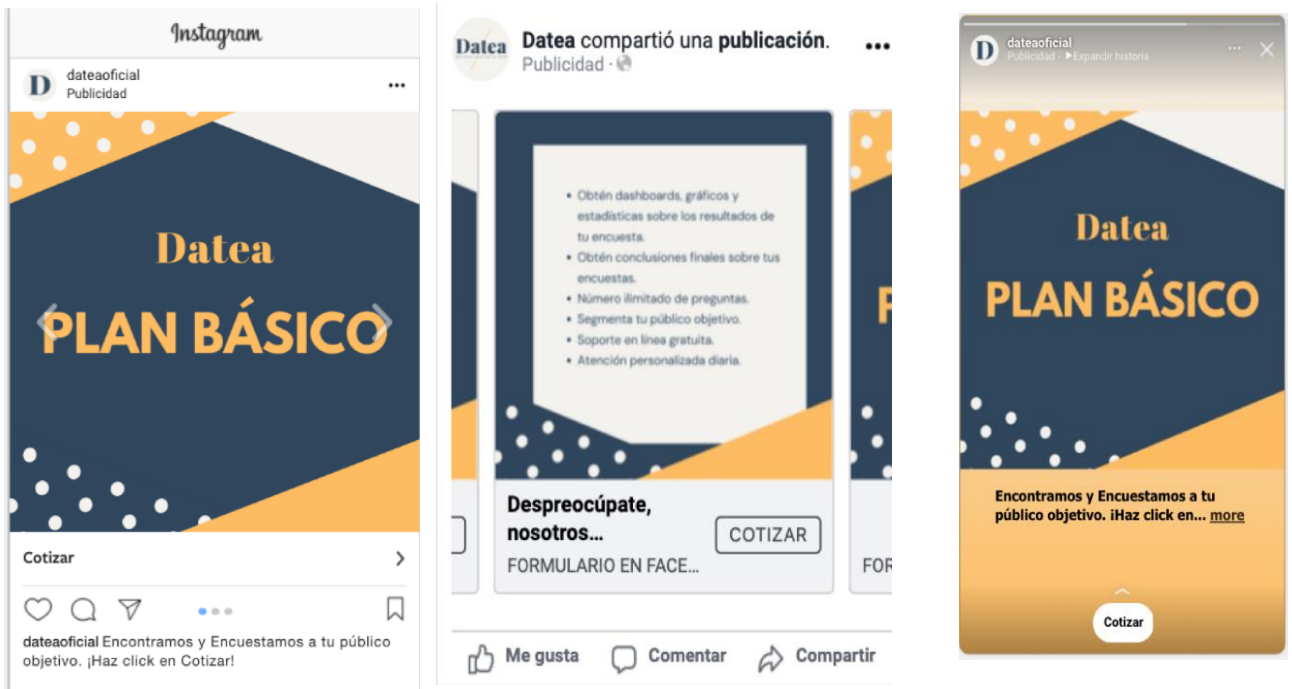 Instagram
D
dateaoficial
Publicidad
Datea
PLAN BÁSICO
Cotizar
dateaoficial Encontramos y Encuestamos a tu público
objetivo. ¡Haz click en Cotizar!
Datea
Datea compartió una publicación.
Publicidad
• Obtén dashboards, gráficos y
estadísticas sobre los resultados de
tu encuesta.
• Obtén conclusiones finales sobre tus
encuestas.
• Número ilimitado de preguntas.
• Segmenta tu público objetivo.
• Soporte en línea gratuita.
• Atención personalizada diaria.
P
Despreocúpate,
nosotros...
COTIZAR
FORMULARIO EN FACE...
FOR
Me gusta
Comentar
Compartir
D
dateaoficial
Publicidad · Expandir historia
Datea
PLAN BÁSICO
Encontramos y Encuestamos a tu
público objetivo. ¡Haz click en... more
Cotizar